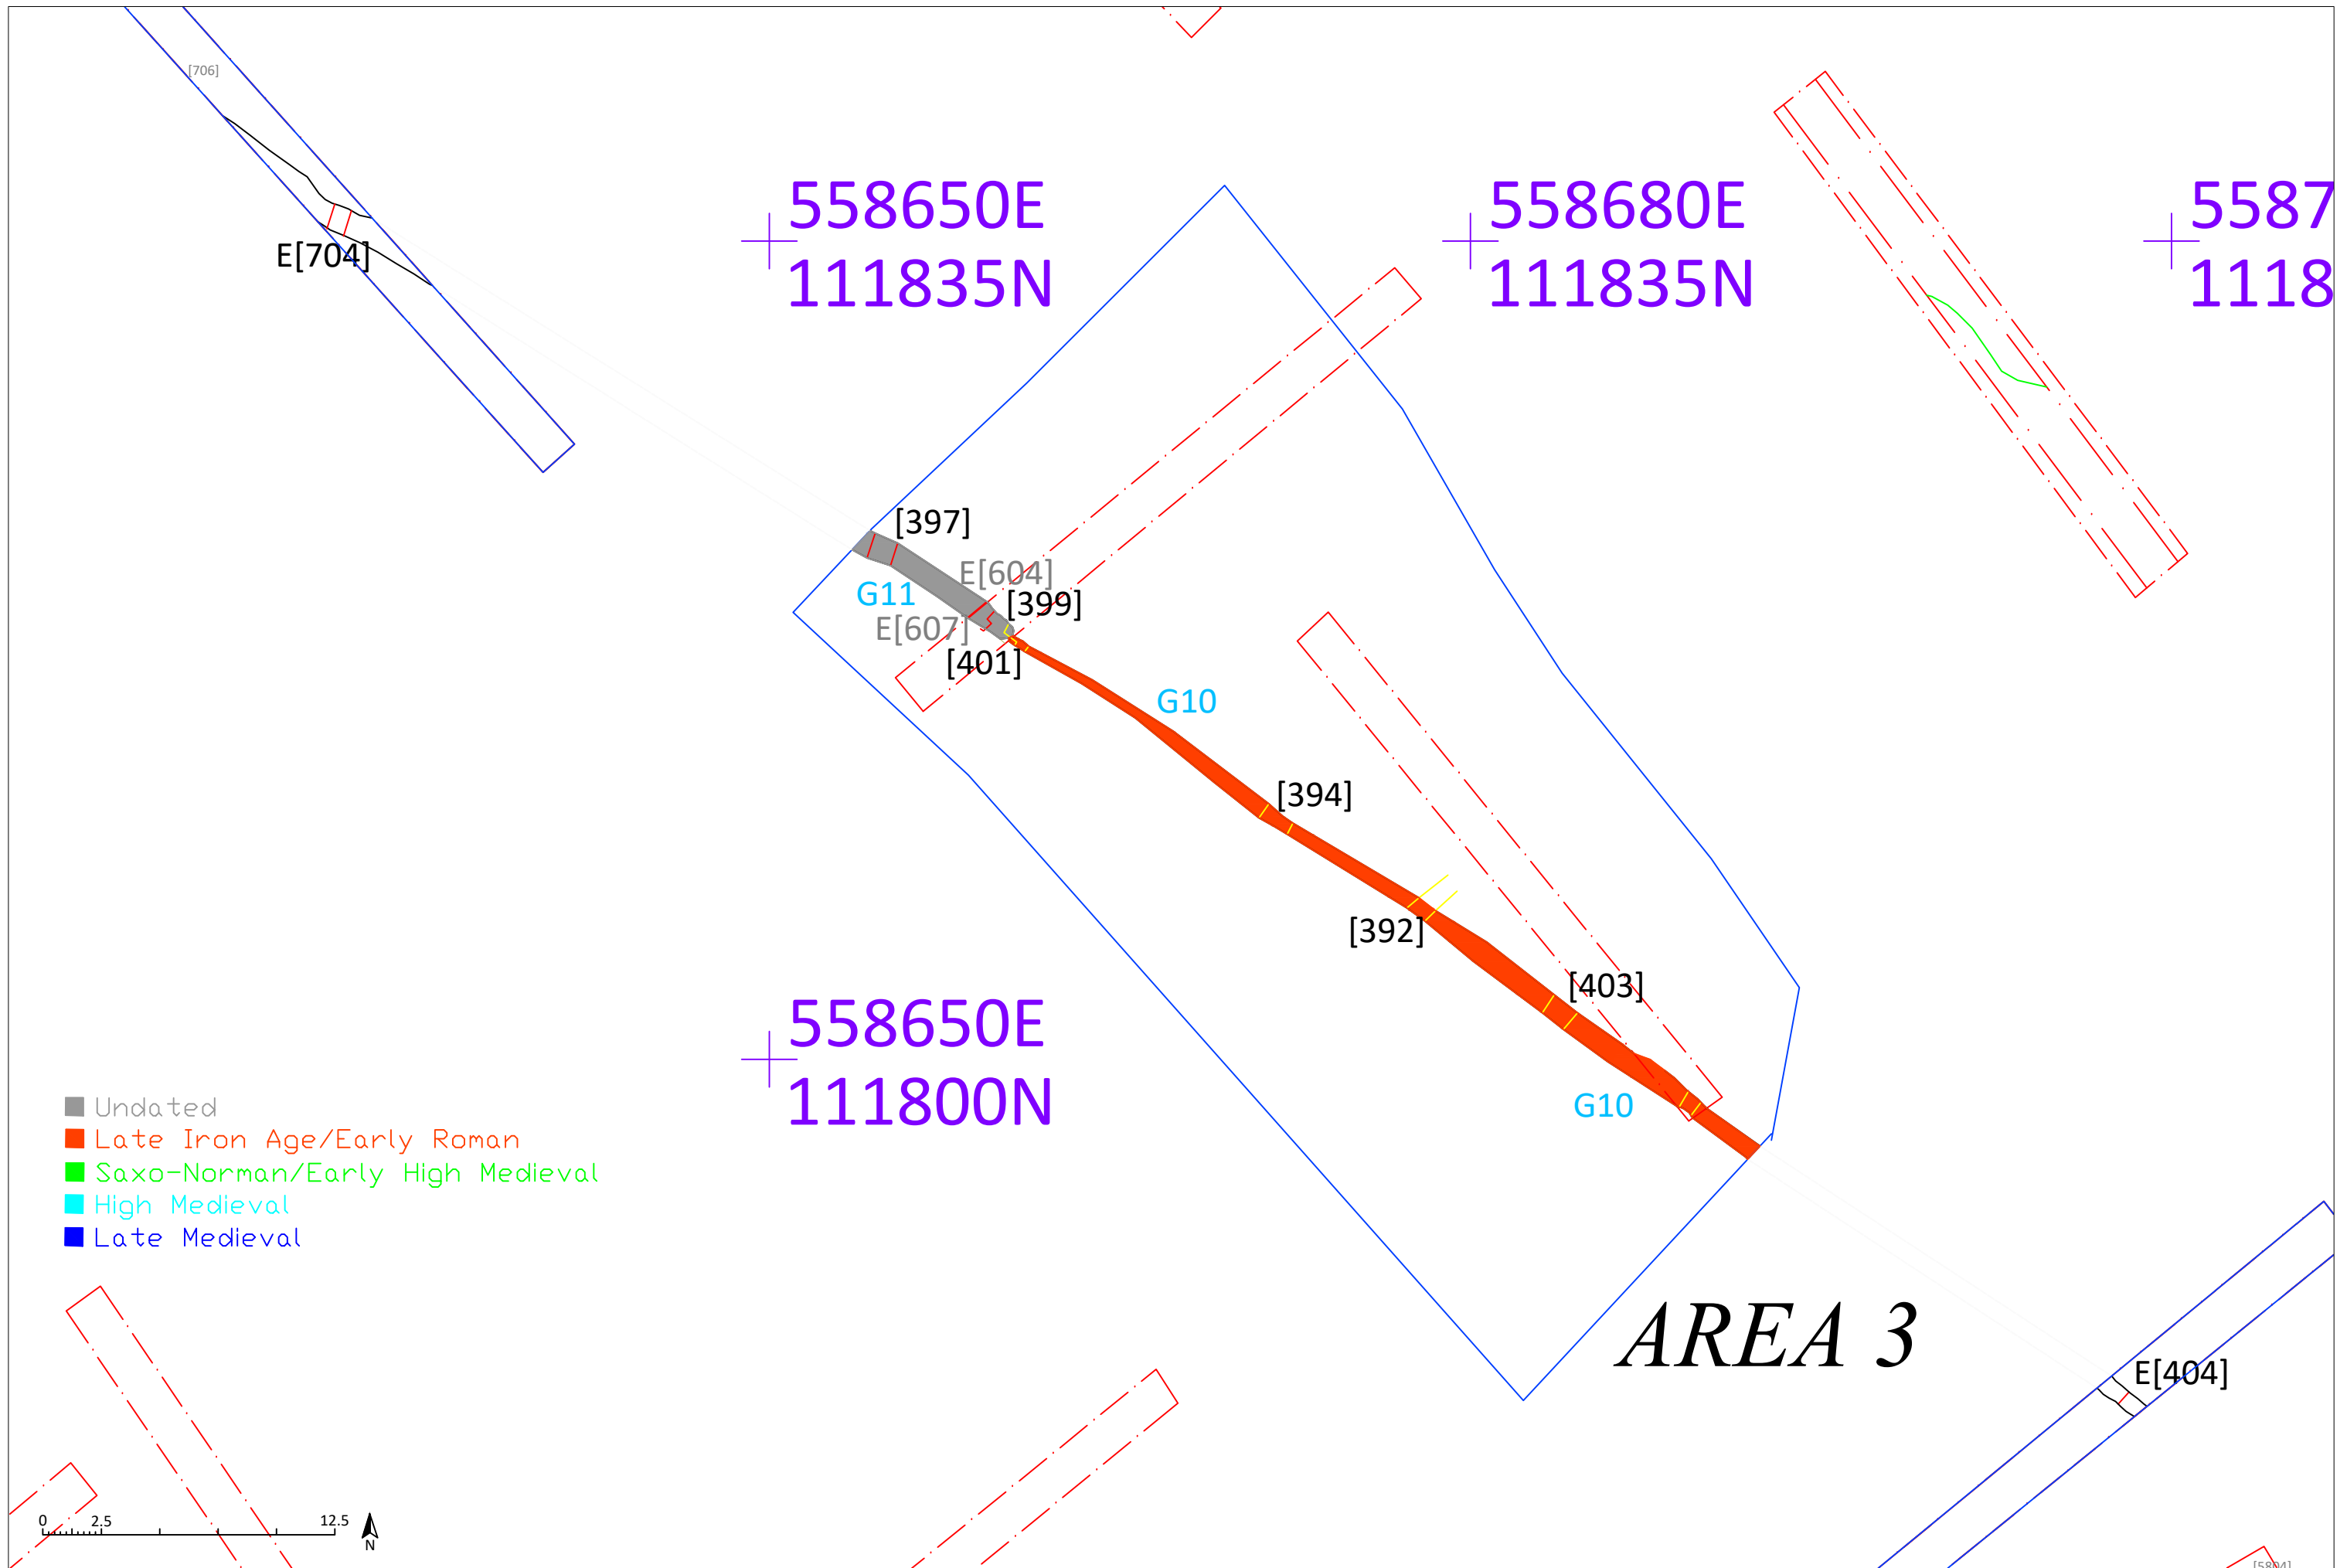 [706]
558650E
111835N
558680E
111835N
5587
1118
E[704]
[397]
E[604]
G11
[399]
E[607]
[401]
G10
[394]
[392]
[403]
558650E
111800N
G10
Undated
Late Iron Age/Early Roman
Saxo-Norman/Early High Medieval
High Medieval
Late Medieval
AREA 3
E[404]
0 2.5 12.5
N